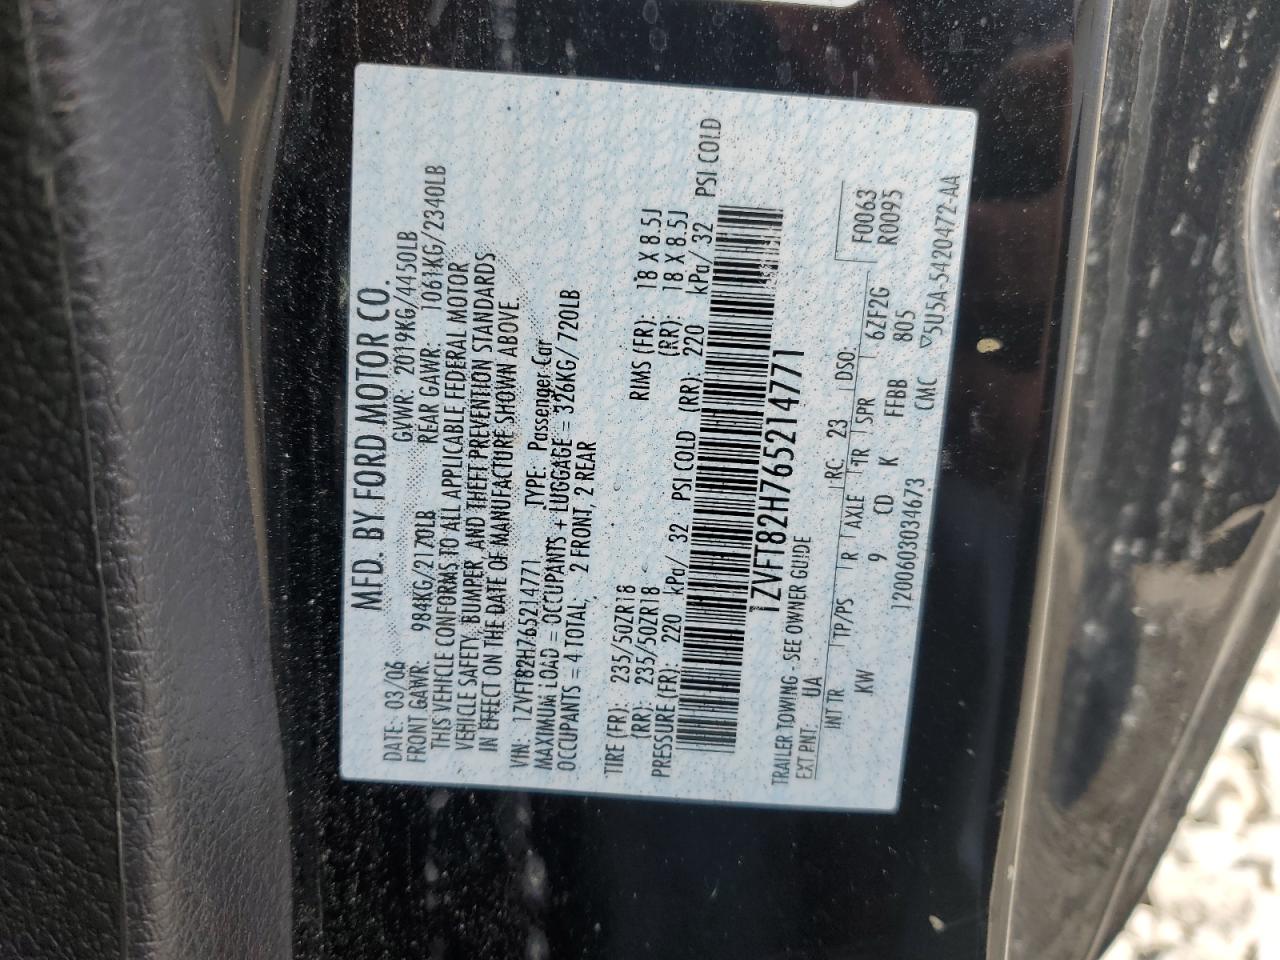 MFD. BY FORD MOTOR CO.
DATE: 03/06 GVWR: 2019KG/4450LB
FRONT GAWR: 984KG/2170LB REAR GAWR: 1061KG/2340LB
THIS VEHICLE CONFORMS TO ALL APPLICABLE FEDERAL MOTOR
VEHICLE SAFETY, BUMPER, AND THEFT PREVENTION STANDARDS
IN EFFECT ON THE DATE OF MANUFACTURE SHOWN ABOVE.
VIN: 1ZVFT82H765214771 TYPE: Passenger Car
MAXIMUM LOAD = OCCUPANTS + LUGGAGE = 326KG/720LB
OCCUPANTS = 4 TOTAL, 2 FRONT, 2 REAR
TIRE (FR): 235/50ZR18 RIMS (FR): 18 X 8.5J
(RR): 235/50ZR18 (RR): 18 X 8.5J
PRESSURE (FR): 220 kPa/ 32 PSI COLD (RR): 220 kPa/ 32 PSI COLD
1ZVFT82H765214771
TRAILER TOWING - SEE OWNER GUIDE
EXT PNT: UA RC: 23 DSO: F0063
INT TR TP/PS R AXLE TR SPR 6ZF2G R0095
KW 9 CD K FFBB 805
1200603034673 CMC ▽5U5A-5420472-AA